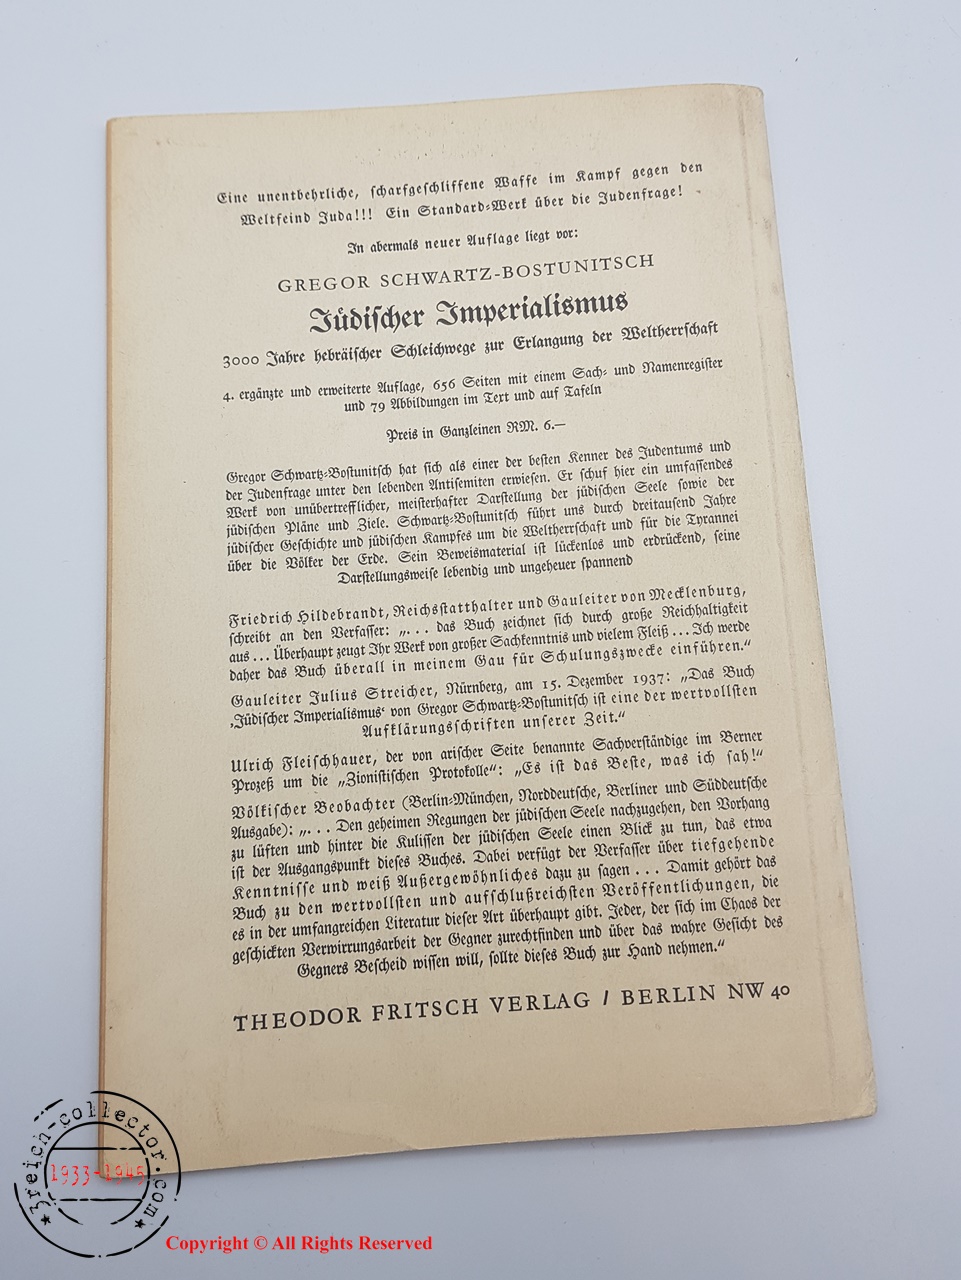 Eine unentbehrliche, scharfgeschliffene Waffe im Kampf gegen den
Weltfeind Juda!!! Ein Standard-Werk über die Judenfrage!
In abermals neuer Auflage liegt vor:
GREGOR SCHWARTZ-BOSTUNITSCH
Jüdischer Imperialismus
3000 Jahre hebräischer Schleichwege zur Erlangung der Weltherrschaft
4. ergänzte und erweiterte Auflage, 656 Seiten mit einem Sach- und Namenregister
und 79 Abbildungen im Text und auf Tafeln
Preis in Ganzleinen RM. 6.—
Gregor Schwartz-Bostunitsch hat sich als einer der besten Kenner des Judentums und
der Judenfrage unter den lebenden Antisemiten erwiesen. Er schuf hier ein umfassendes
Werk von unübertrefflicher, meisterhafter Darstellung der jüdischen Seele sowie der
jüdischen Pläne und Ziele. Schwartz-Bostunitsch führt uns durch dreitausend Jahre
jüdischer Geschichte und jüdischen Kampfes um die Weltherrschaft und für die Tyrannei
über die Völker der Erde. Sein Beweismaterial ist lückenlos und erdrückend, seine
Darstellungsweise lebendig und ungeheuer spannend
Friedrich Hildebrandt, Reichsstatthalter und Gauleiter von Mecklenburg,
schreibt an den Verfasser: „... das Buch zeichnet sich durch große Reichhaltigkeit
aus ... Überhaupt zeugt Ihr Werk von großer Sachkenntnis und vielem Fleiß ... Ich werde
daher das Buch überall in meinem Gau für Schulungszwecke einführen.“
Gauleiter Julius Streicher, Nürnberg, am 15. Dezember 1937: „Das Buch
‚Jüdischer Imperialismus‘ von Gregor Schwartz-Bostunitsch ist eine der wertvollsten
Aufklärungsschriften unserer Zeit.“
Ulrich Fleischhauer, der von arischer Seite benannte Sachverständige im Berner
Prozeß um die „Zionistischen Protokolle“: „Es ist das Beste, was ich sah!“
Völkischer Beobachter (Berlin-München, Norddeutsche, Berliner und Süddeutsche
Ausgabe): „... Den geheimen Regungen der jüdischen Seele nachzugehen, den Vorhang
zu lüften und hinter die Kulissen der jüdischen Seele einen Blick zu tun, das etwa
ist der Ausgangspunkt dieses Buches. Dabei verfügt der Verfasser über tiefgehende
Kenntnisse und weiß Außergewöhnliches dazu zu sagen ... Damit gehört das
Buch zu den wertvollsten und aufschlußreichsten Veröffentlichungen, die
es in der umfangreichen Literatur dieser Art überhaupt gibt. Jeder, der sich im Chaos der
geschickten Verwirrungsarbeit der Gegner zurechtfinden und über das wahre Gesicht des
Gegners Bescheid wissen will, sollte dieses Buch zur Hand nehmen.“
THEODOR FRITSCH VERLAG / BERLIN NW 40
3reich-collector.com
1933-1945
Copyright © All Rights Reserved